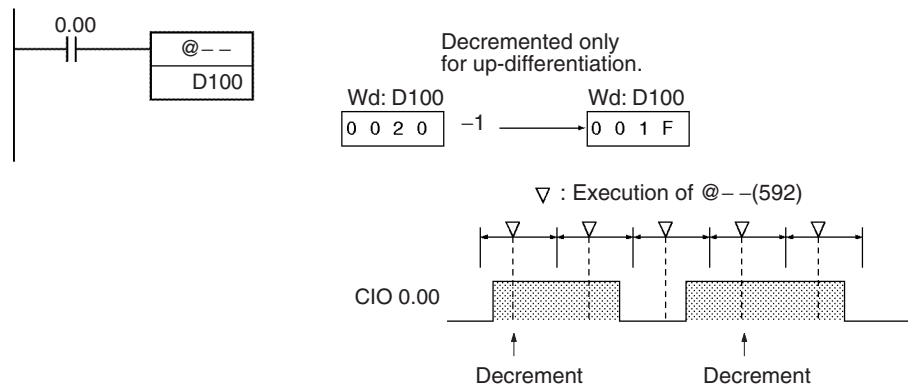 0.00
@– –
D100
Decremented only
for up-differentiation.
Wd: D100
Wd: D100
0 0 2 0
–1
0 0 1 F
▽ : Execution of @– –(592)
CIO 0.00
Decrement
Decrement